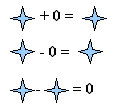 ✦ + 0 = ✦
✦ - 0 = ✦
✦ - ✦ = 0